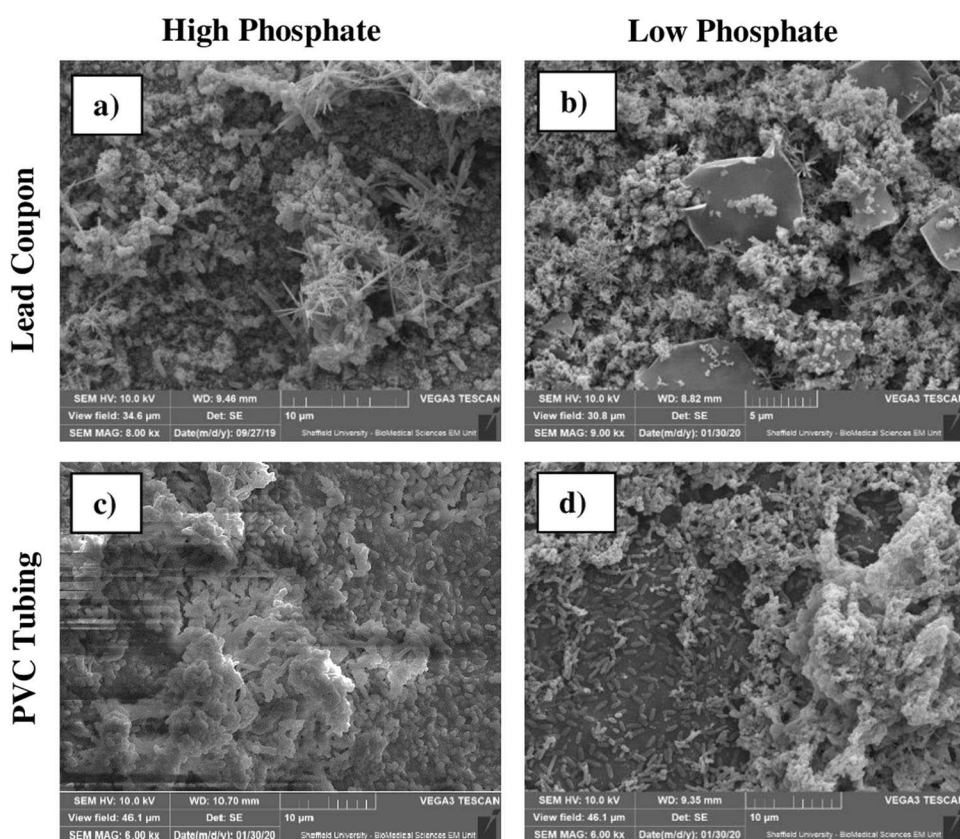 High Phosphate
Low Phosphate
Lead Coupon
a)
b)
SEM HV: 10.0 kV WD: 9.46 mm VEGA3 TESCAN
View field: 34.6 µm Det: SE 10 µm
SEM MAG: 8.00 kx Date(m/d/y): 09/27/19 Sheffield University - BioMedical Sciences EM Unit
SEM HV: 10.0 kV WD: 8.82 mm VEGA3 TESCAN
View field: 30.8 µm Det: SE 5 µm
SEM MAG: 9.00 kx Date(m/d/y): 01/30/20 Sheffield University - BioMedical Sciences EM Unit
PVC Tubing
c)
d)
SEM HV: 10.0 kV WD: 10.70 mm VEGA3 TESCAN
View field: 46.1 µm Det: SE 10 µm
SEM MAG: 6.00 kx Date(m/d/y): 01/30/20 Sheffield University - BioMedical Sciences EM Unit
SEM HV: 10.0 kV WD: 9.35 mm VEGA3 TESCAN
View field: 46.1 µm Det: SE 10 µm
SEM MAG: 6.00 kx Date(m/d/y): 01/30/20 Sheffield University - BioMedical Sciences EM Unit